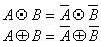 A ⊙ B = A̅ ⊙ B̅
A ⊕ B = A̅ ⊕ B̅